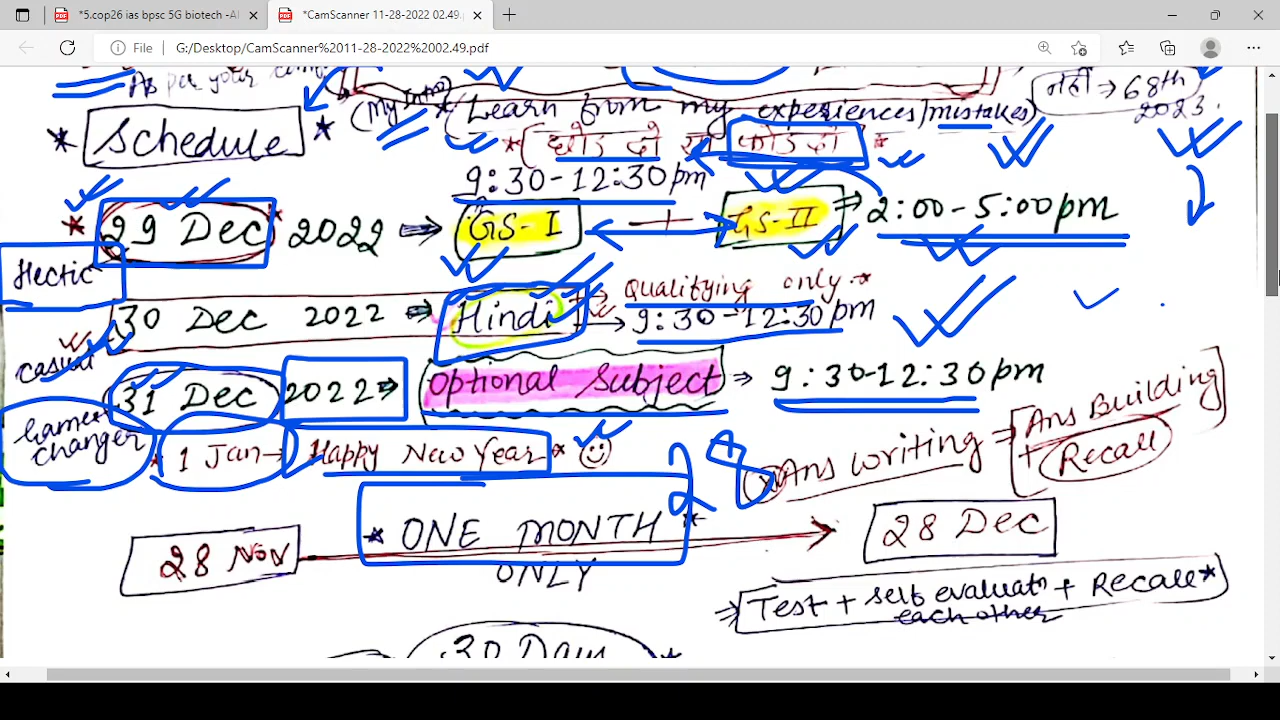 *5.cop26 ias bpsc 5G biotech -AI
*CamScanner 11-28-2022 02.49.pdf
File G:/Desktop/CamScanner%2011-28-2022%2002.49.pdf
As per your
(My Intro) * (Learn from my experiences/mistakes)
नहीं → 68th 2023.
* Schedule *
* (छोड़ दो या फोड़ दो *
9:30-12:30pm
* 29 Dec 2022 ⇒ GS-I + GS-II ⇒ 2:00-5:00pm
Hectic
Qualifying only *
30 Dec 2022 ⇒ Hindi → 9:30-12:30pm
casual
31 Dec 2022 ⇒ Optional Subject ⇒ 9:30-12:30pm
Game changer
* 1 Jan → Happy New Year *
28
Ans Writing ⇒ Ans Building + Recall
28 Nov * ONE MONTH * 28 Dec
ONLY
⇒ Test + self evaluatn + Recall *
each other
30 Days *